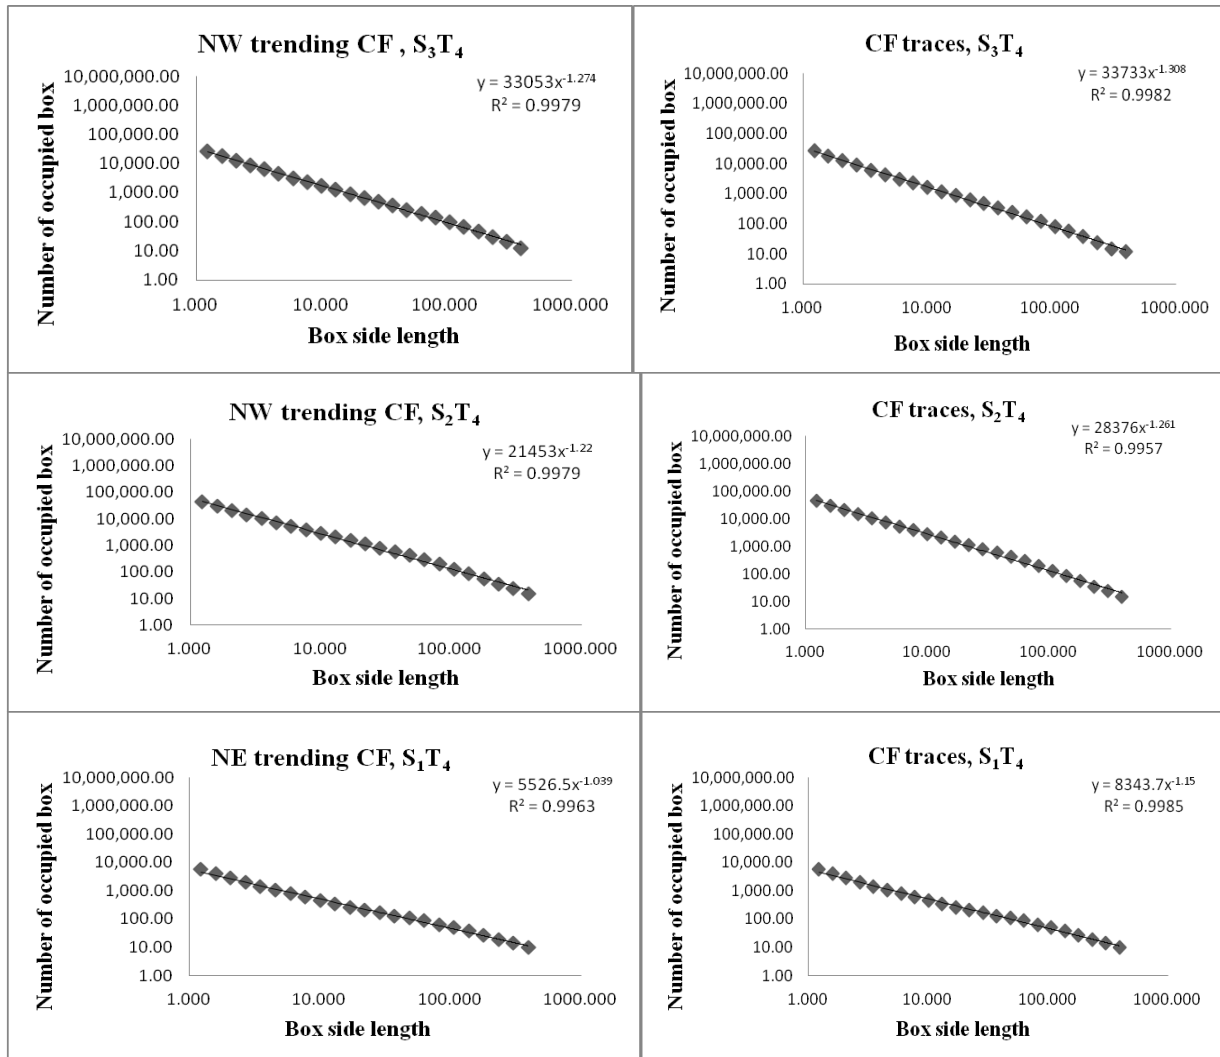 NW trending CF , S₃T₄
y = 33053x⁻¹·²⁷⁴
R² = 0.9979
Number of occupied box
10,000,000.00
1,000,000.00
100,000.00
10,000.00
1,000.00
100.00
10.00
1.00
1.000
10.000
100.000
1000.000
Box side length
CF traces, S₃T₄
y = 33733x⁻¹·³⁰⁸
R² = 0.9982
Number of occupied box
10,000,000.00
1,000,000.00
100,000.00
10,000.00
1,000.00
100.00
10.00
1.00
1.000
10.000
100.000
1000.000
Box side length
NW trending CF, S₂T₄
y = 21453x⁻¹·²²
R² = 0.9979
Number of occupied box
10,000,000.00
1,000,000.00
100,000.00
10,000.00
1,000.00
100.00
10.00
1.00
1.000
10.000
100.000
1000.000
Box side length
CF traces, S₂T₄
y = 28376x⁻¹·²⁶¹
R² = 0.9957
Number of occupied box
10,000,000.00
1,000,000.00
100,000.00
10,000.00
1,000.00
100.00
10.00
1.00
1.000
10.000
100.000
1000.000
Box side length
NE trending CF, S₁T₄
y = 5526.5x⁻¹·⁰³⁹
R² = 0.9963
Number of occupied box
10,000,000.00
1,000,000.00
100,000.00
10,000.00
1,000.00
100.00
10.00
1.00
1.000
10.000
100.000
1000.000
Box side length
CF traces, S₁T₄
y = 8343.7x⁻¹·¹⁵
R² = 0.9985
Number of occupied box
10,000,000.00
1,000,000.00
100,000.00
10,000.00
1,000.00
100.00
10.00
1.00
1.000
10.000
100.000
1000.000
Box side length